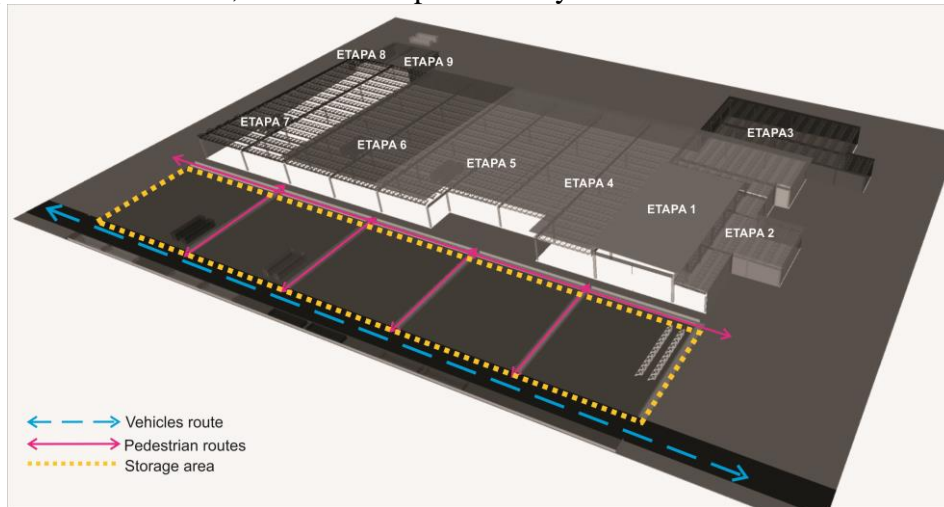 ETAPA 8
ETAPA 9
ETAPA3
ETAPA 7
ETAPA 6
ETAPA 5
ETAPA 4
ETAPA 1
ETAPA 2
Vehicles route
Pedestrian routes
Storage area